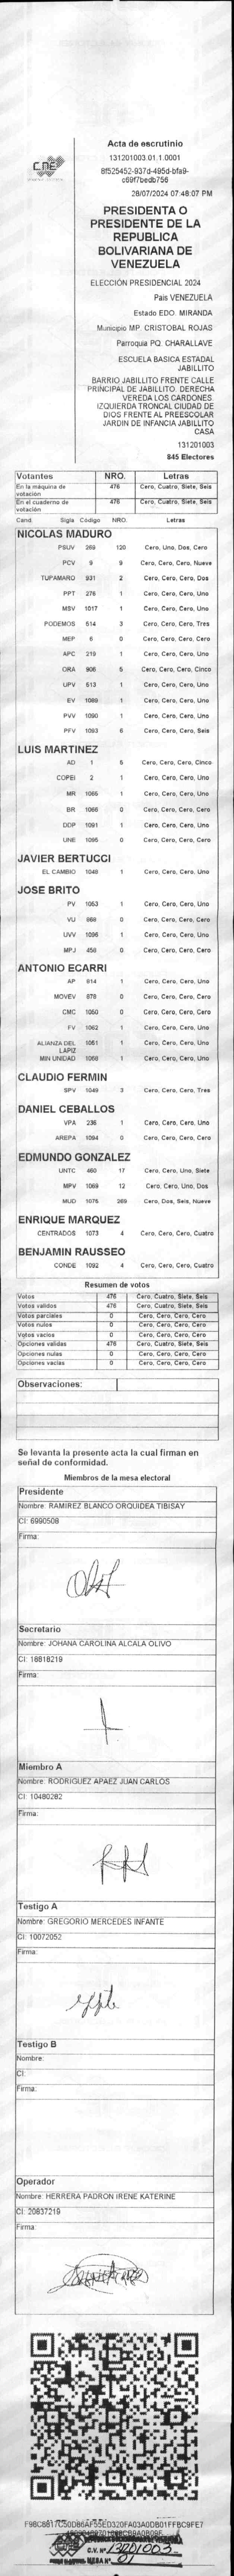 CNE
Acta de escrutinio
131201003.01.1.0001
8f525452-937d-495d-bfa9-
c69f7bedb756
28/07/2024 07:46:07 PM
PRESIDENTA O
PRESIDENTE DE LA
REPUBLICA
BOLIVARIANA DE
VENEZUELA
ELECCIÓN PRESIDENCIAL 2024
Pais VENEZUELA
Estado EDO. MIRANDA
Municipio MP. CRISTOBAL ROJAS
Parroquia PQ. CHARALLAVE
ESCUELA BASICA ESTADAL
JABILLITO
BARRIO JABILLITO FRENTE CALLE
PRINCIPAL DE JABILLITO. DERECHA
VEREDA LOS CARDONES.
IZQUIERDA TRONCAL CIUDAD DE
DIOS FRENTE AL PREESCOLAR
JARDIN DE INFANCIA JABILLITO
CASA
131201003
845 Electores
Votantes NRO. Letras
En la máquina de votación 476 Cero, Cuatro, Siete, Seis
En el cuaderno de votación 476 Cero, Cuatro, Siete, Seis
Cand Sigla Codigo NRO. Letras
NICOLAS MADURO
PSUV 269 120 Cero, Uno, Dos, Cero
PCV 9 9 Cero, Cero, Cero, Nueve
TUPAMARO 931 2 Cero, Cero, Cero, Dos
PPT 276 1 Cero, Cero, Cero, Uno
MSV 1017 1 Cero, Cero, Cero, Uno
PODEMOS 514 3 Cero, Cero, Cero, Tres
MEP 6 0 Cero, Cero, Cero, Cero
APC 219 1 Cero, Cero, Cero, Uno
ORA 906 5 Cero, Cero, Cero, Cinco
UPV 513 1 Cero, Cero, Cero, Uno
EV 1089 1 Cero, Cero, Cero, Uno
PVV 1090 1 Cero, Cero, Cero, Uno
PFV 1093 6 Cero, Cero, Cero, Seis
LUIS MARTINEZ
AD 1 5 Cero, Cero, Cero, Cinco
COPEI 2 1 Cero, Cero, Cero, Uno
MR 1065 1 Cero, Cero, Cero, Uno
BR 1066 0 Cero, Cero, Cero, Cero
DDP 1091 1 Cero, Cero, Cero, Uno
UNE 1095 0 Cero, Cero, Cero, Cero
JAVIER BERTUCCI
EL CAMBIO 1048 1 Cero, Cero, Cero, Uno
JOSE BRITO
PV 1053 1 Cero, Cero, Cero, Uno
VU 868 0 Cero, Cero, Cero, Cero
UVV 1096 1 Cero, Cero, Cero, Uno
MPJ 456 0 Cero, Cero, Cero, Cero
ANTONIO ECARRI
AP 814 1 Cero, Cero, Cero, Uno
MOVEV 878 0 Cero, Cero, Cero, Cero
CMC 1050 0 Cero, Cero, Cero, Cero
FV 1062 1 Cero, Cero, Cero, Uno
ALIANZA DEL LAPIZ 1061 1 Cero, Cero, Cero, Uno
MIN UNIDAD 1068 1 Cero, Cero, Cero, Uno
CLAUDIO FERMIN
SPV 1049 3 Cero, Cero, Cero, Tres
DANIEL CEBALLOS
VPA 236 1 Cero, Cero, Cero, Uno
AREPA 1094 0 Cero, Cero, Cero, Cero
EDMUNDO GONZALEZ
UNTC 460 17 Cero, Cero, Uno, Siete
MPV 1069 12 Cero, Cero, Uno, Dos
MUD 1075 269 Cero, Dos, Seis, Nueve
ENRIQUE MARQUEZ
CENTRADOS 1073 4 Cero, Cero, Cero, Cuatro
BENJAMIN RAUSSEO
CONDE 1092 4 Cero, Cero, Cero, Cuatro
Resumen de votos
Votos 476 Cero, Cuatro, Siete, Seis
Votos validos 476 Cero, Cuatro, Siete, Seis
Votos parciales 0 Cero, Cero, Cero, Cero
Votos nulos 0 Cero, Cero, Cero, Cero
Votos vacios 0 Cero, Cero, Cero, Cero
Opciones validas 476 Cero, Cuatro, Siete, Seis
Opciones nulas 0 Cero, Cero, Cero, Cero
Opciones vacias 0 Cero, Cero, Cero, Cero
Observaciones:
Se levanta la presente acta la cual firman en
señal de conformidad.
Miembros de la mesa electoral
Presidente
Nombre: RAMIREZ BLANCO ORQUIDEA TIBISAY
CI: 6990508
Firma:
Secretario
Nombre: JOHANA CAROLINA ALCALA OLIVO
CI: 18818219
Firma:
Miembro A
Nombre: RODRIGUEZ APAEZ JUAN CARLOS
CI: 10480282
Firma:
Testigo A
Nombre: GREGORIO MERCEDES INFANTE
CI: 10072052
Firma:
Testigo B
Nombre:
CI:
Firma:
Operador
Nombre: HERRERA PADRON IRENE KATERINE
CI: 20837219
Firma:
F98C8817C50D86AF55ED320FA03A0DB01FFBC9FE7
C.V. Nº 131201003
MESA Nº